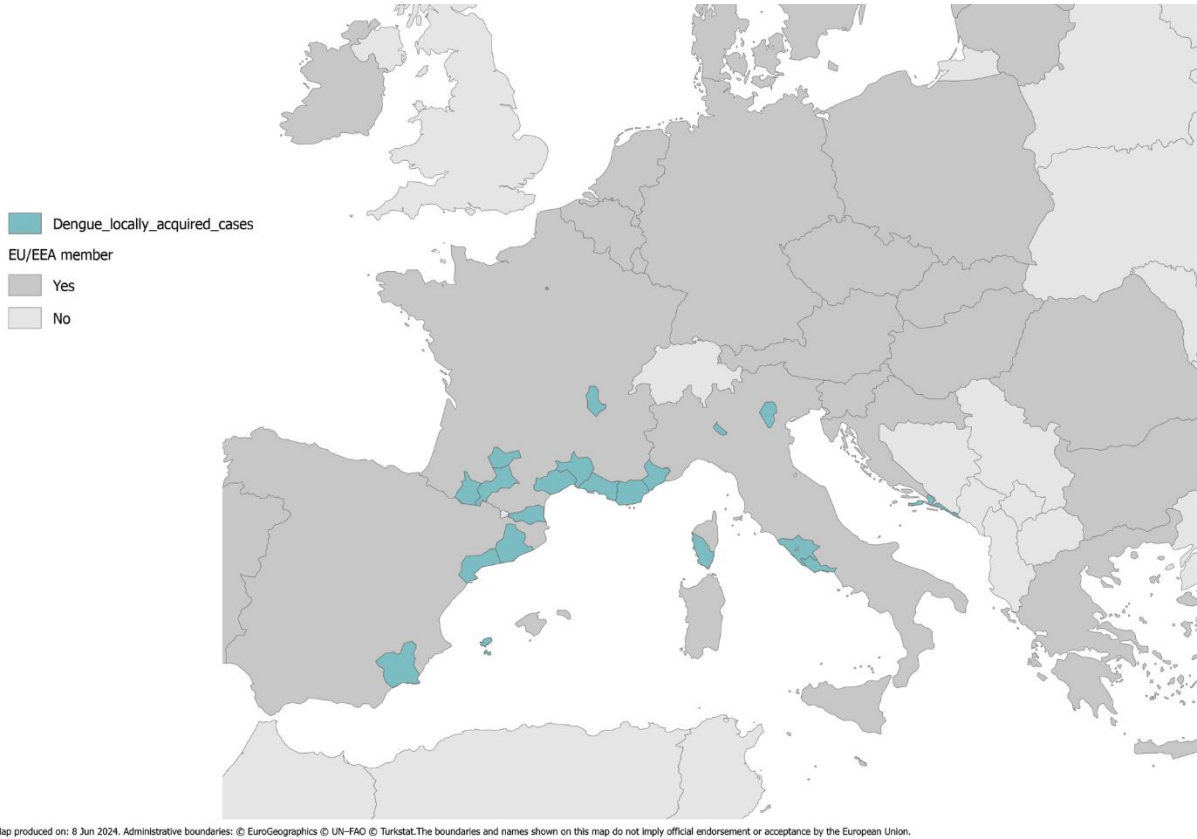 Dengue_locally_acquired_cases
EU/EEA member
Yes
No
produced on: 8 Jun 2024. Administrative boundaries: © EuroGeographics © UN–FAO © Turkstat.The boundaries and names shown on this map do not imply official endorsement or acceptance by the European Union.